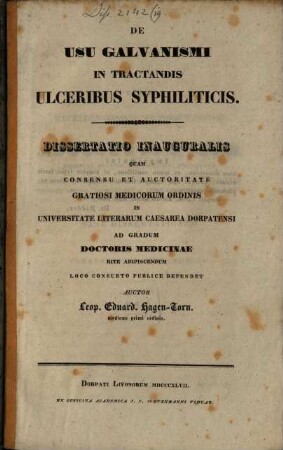 Diss. 2142 (19
DE
USU GALVANISMI
IN TRACTANDIS
ULCERIBUS SYPHILITICIS.
DISSERTATIO INAUGURALIS
QUAM
CONSENSU ET AUCTORITATE
GRATIOSI MEDICORUM ORDINIS
IN
UNIVERSITATE LITERARUM CAESAREA DORPATENSI
AD GRADUM
DOCTORIS MEDICINAE
RITE ADIPISCENDUM
LOCO CONSUETO PUBLICE DEFENDET
AUCTOR
Leop. Eduard. Hagen-Torn.
medicus primi ordinis.
DORPATI LIVONORUM MDCCCXLVII.
EX OFFICINA ACADEMICA J. C. SCHUENMANNI VIDUAE.